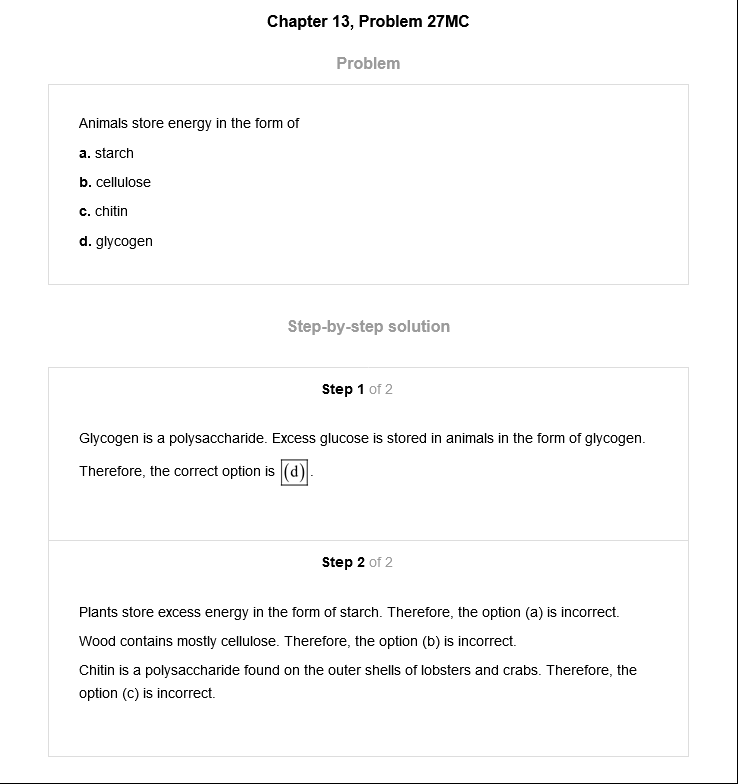 Chapter 13, Problem 27MC
Problem
Animals store energy in the form of
a. starch
b. cellulose
c. chitin
d. glycogen
Step-by-step solution
Step 1 of 2
Glycogen is a polysaccharide. Excess glucose is stored in animals in the form of glycogen.
Therefore, the correct option is (d).
Step 2 of 2
Plants store excess energy in the form of starch. Therefore, the option (a) is incorrect.
Wood contains mostly cellulose. Therefore, the option (b) is incorrect.
Chitin is a polysaccharide found on the outer shells of lobsters and crabs. Therefore, the
option (c) is incorrect.